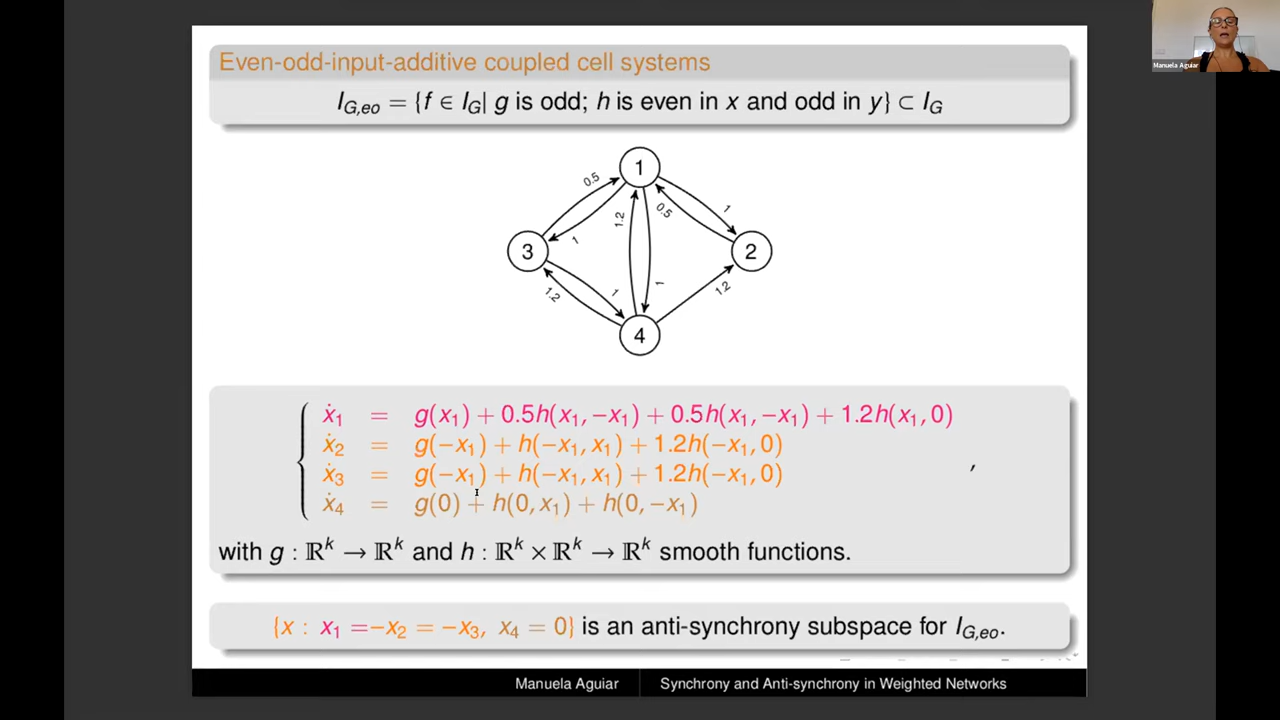 Manuela Aguiar
Even-odd-input-additive coupled cell systems
I_{G,eo} = {f ∈ I_G| g is odd; h is even in x and odd in y} ⊂ I_G
1
0.5
1.2
0.5
1
1
3
2
1.2
1
1
1.2
4
ẋ₁ = g(x₁) + 0.5h(x₁, −x₁) + 0.5h(x₁, −x₁) + 1.2h(x₁, 0)
ẋ₂ = g(−x₁) + h(−x₁, x₁) + 1.2h(−x₁, 0)
ẋ₃ = g(−x₁) + h(−x₁, x₁) + 1.2h(−x₁, 0)
,
ẋ₄ = g(0) + h(0, x₁) + h(0, −x₁)
with g : ℝᵏ → ℝᵏ and h : ℝᵏ × ℝᵏ → ℝᵏ smooth functions.
{x : x₁ =−x₂ = −x₃, x₄ = 0} is an anti-synchrony subspace for I_{G,eo}.
Manuela Aguiar
Synchrony and Anti-synchrony in Weighted Networks